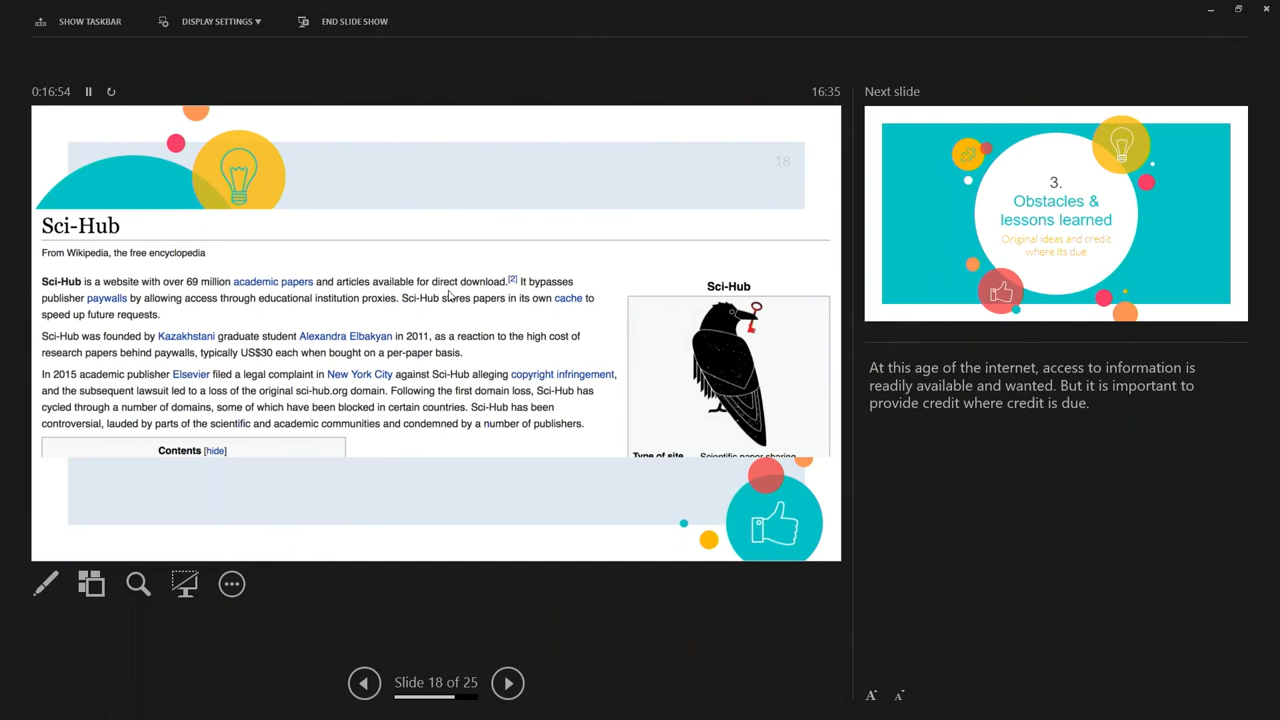 SHOW TASKBAR
DISPLAY SETTINGS ▼
END SLIDE SHOW
0:16:54
16:35
Next slide
18
Sci-Hub
From Wikipedia, the free encyclopedia
Sci-Hub is a website with over 69 million academic papers and articles available for direct download.[2] It bypasses
publisher paywalls by allowing access through educational institution proxies. Sci-Hub stores papers in its own cache to
speed up future requests.
Sci-Hub was founded by Kazakhstani graduate student Alexandra Elbakyan in 2011, as a reaction to the high cost of
research papers behind paywalls, typically US$30 each when bought on a per-paper basis.
In 2015 academic publisher Elsevier filed a legal complaint in New York City against Sci-Hub alleging copyright infringement,
and the subsequent lawsuit led to a loss of the original sci-hub.org domain. Following the first domain loss, Sci-Hub has
cycled through a number of domains, some of which have been blocked in certain countries. Sci-Hub has been
controversial, lauded by parts of the scientific and academic communities and condemned by a number of publishers.
Contents [hide]
Sci-Hub
Type of site Scientific paper sharing
3.
Obstacles &
lessons learned
Original ideas and credit
where its due
At this age of the internet, access to information is
readily available and wanted. But it is important to
provide credit where credit is due.
Slide 18 of 25
A A